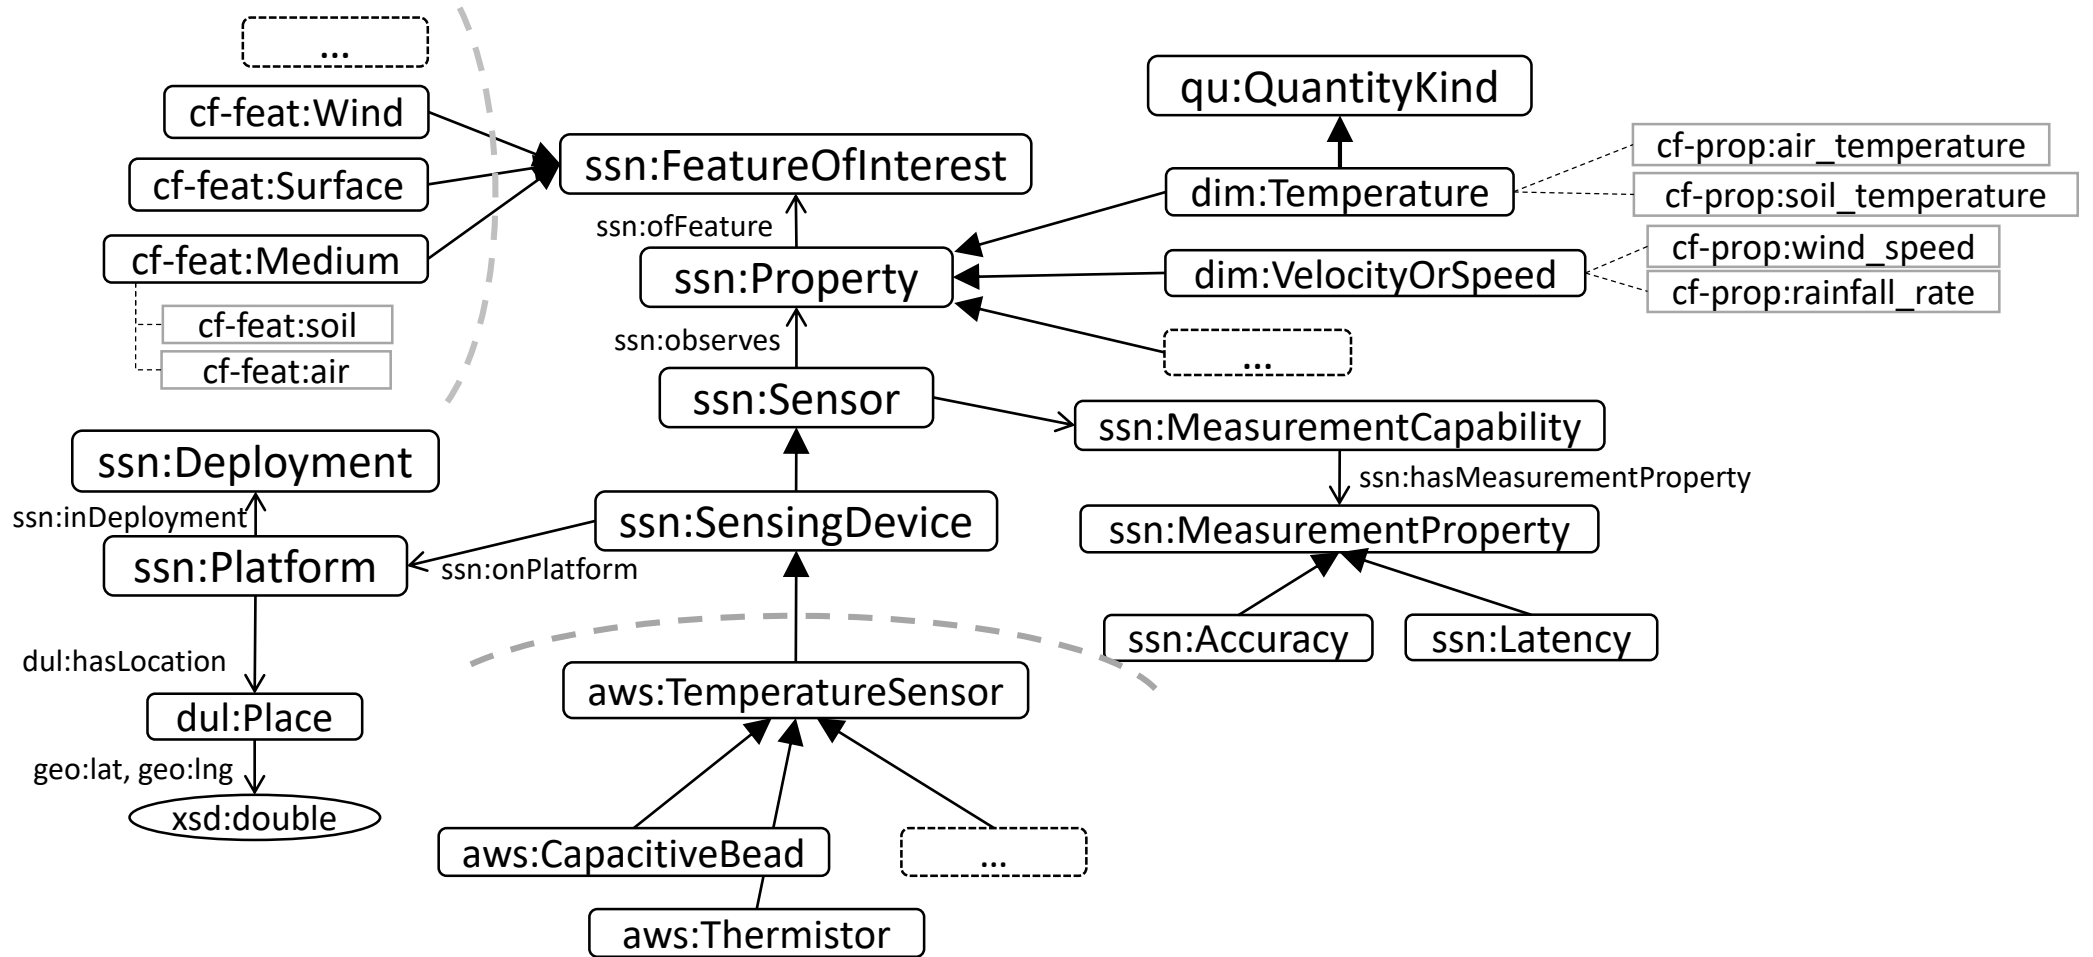 ...
cf-feat:Wind
cf-feat:Surface
cf-feat:Medium
cf-feat:soil
cf-feat:air
ssn:FeatureOfInterest
ssn:ofFeature
ssn:Property
ssn:observes
ssn:Sensor
qu:QuantityKind
dim:Temperature
dim:VelocityOrSpeed
...
cf-prop:air_temperature
cf-prop:soil_temperature
cf-prop:wind_speed
cf-prop:rainfall_rate
ssn:MeasurementCapability
ssn:hasMeasurementProperty
ssn:MeasurementProperty
ssn:Accuracy
ssn:Latency
ssn:Deployment
ssn:inDeployment
ssn:Platform
ssn:onPlatform
ssn:SensingDevice
dul:hasLocation
dul:Place
geo:lat, geo:lng
xsd:double
aws:TemperatureSensor
aws:CapacitiveBead
...
aws:Thermistor